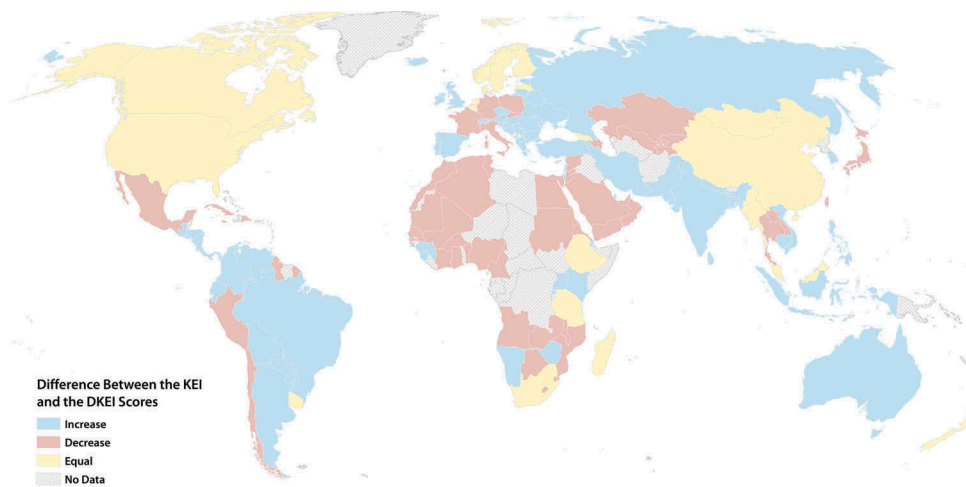 Difference Between the KEI
and the DKEI Scores
Increase
Decrease
Equal
No Data